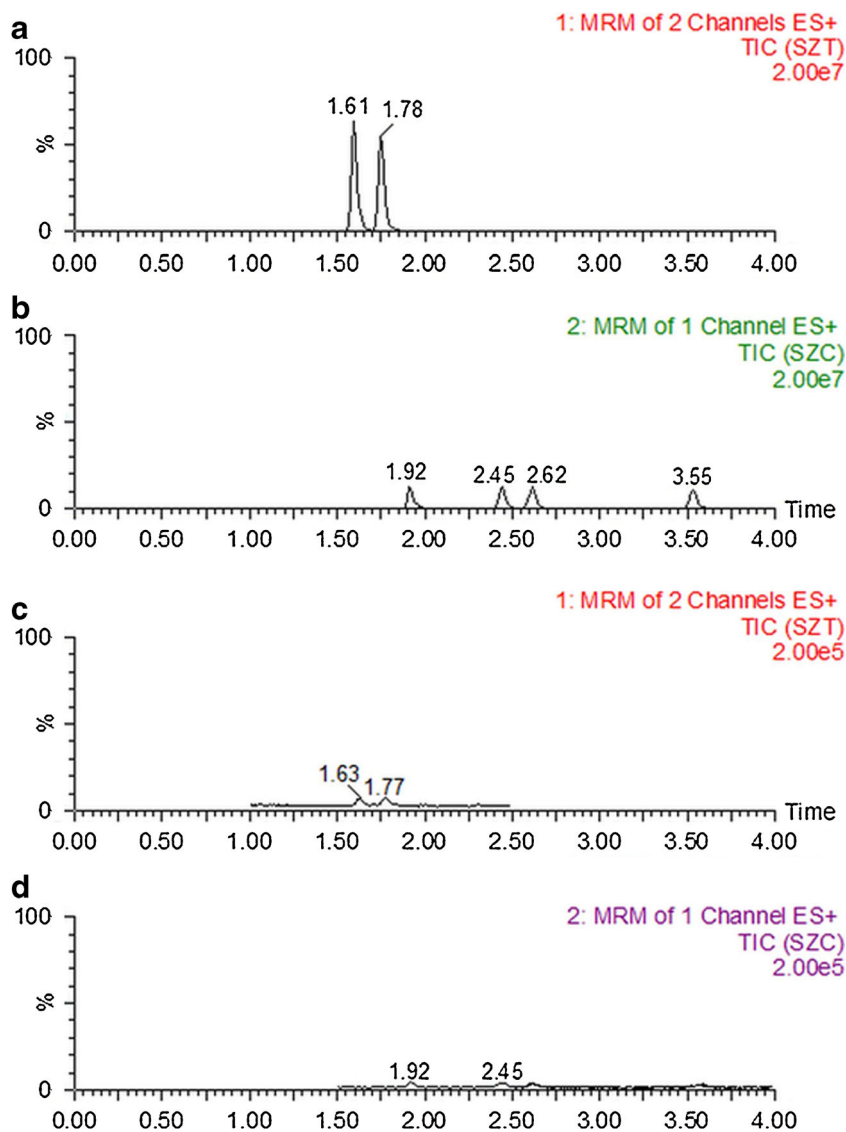 a
1: MRM of 2 Channels ES+
TIC (SZT)
2.00e7
100
%
0
1.61 1.78
0.00 0.50 1.00 1.50 2.00 2.50 3.00 3.50 4.00
b
2: MRM of 1 Channel ES+
TIC (SZC)
2.00e7
100
%
0
1.92 2.45 2.62 3.55
Time
0.00 0.50 1.00 1.50 2.00 2.50 3.00 3.50 4.00
c
1: MRM of 2 Channels ES+
TIC (SZT)
2.00e5
100
%
0
1.63 1.77
Time
0.00 0.50 1.00 1.50 2.00 2.50 3.00 3.50 4.00
d
2: MRM of 1 Channel ES+
TIC (SZC)
2.00e5
100
%
0
1.92 2.45
0.00 0.50 1.00 1.50 2.00 2.50 3.00 3.50 4.00